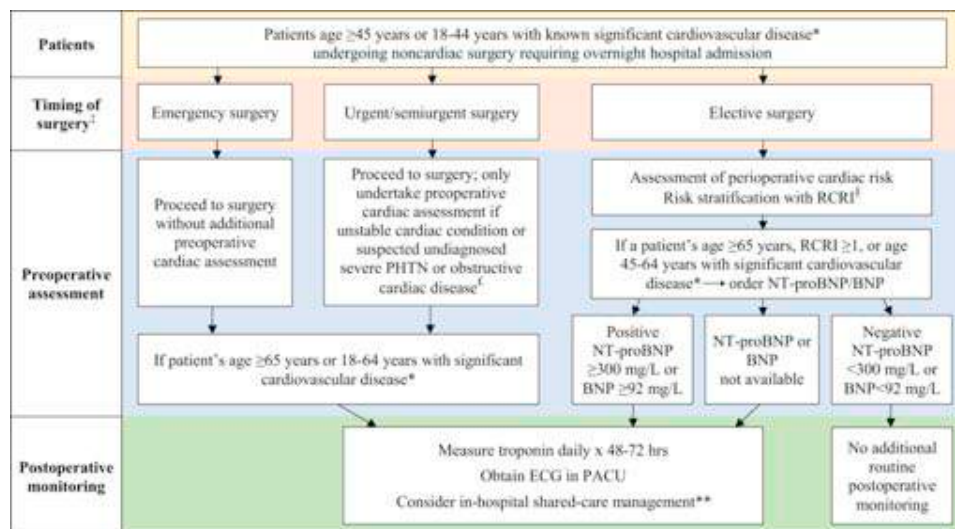 Patients
Patients age ≥45 years or 18-44 years with known significant cardiovascular disease*
undergoing noncardiac surgery requiring overnight hospital admission
Timing of
surgery‡
Emergency surgery
Urgent/semiurgent surgery
Elective surgery
Preoperative
assessment
Proceed to surgery
without additional
preoperative
cardiac assessment
Proceed to surgery; only
undertake preoperative
cardiac assessment if
unstable cardiac condition or
suspected undiagnosed
severe PHTN or obstructive
cardiac disease£
Assessment of perioperative cardiac risk
Risk stratification with RCRI§
If a patient's age ≥65 years, RCRI ≥1, or age
45-64 years with significant cardiovascular
disease* → order NT-proBNP/BNP
If patient's age ≥65 years or 18-64 years with significant
cardiovascular disease*
Positive
NT-proBNP
≥300 mg/L or
BNP ≥92 mg/L
NT-proBNP or
BNP
not available
Negative
NT-proBNP
<300 mg/L or
BNP<92 mg/L
Postoperative
monitoring
Measure troponin daily x 48-72 hrs
Obtain ECG in PACU
Consider in-hospital shared-care management**
No additional
routine
postoperative
monitoring